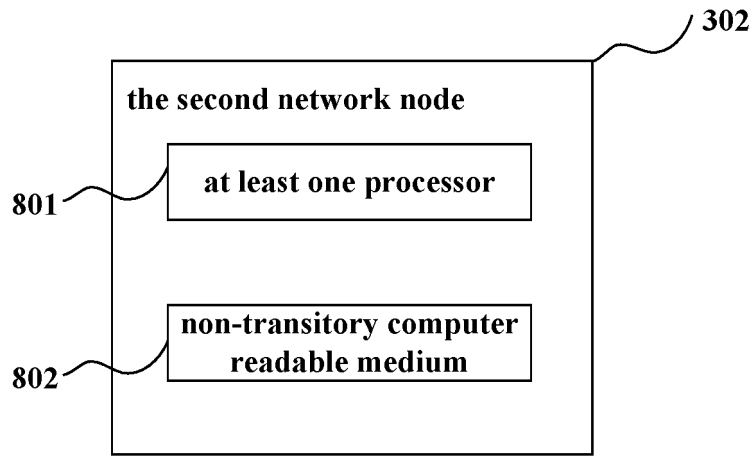 302
the second network node
at least one processor
801
non-transitory computer
readable medium
802